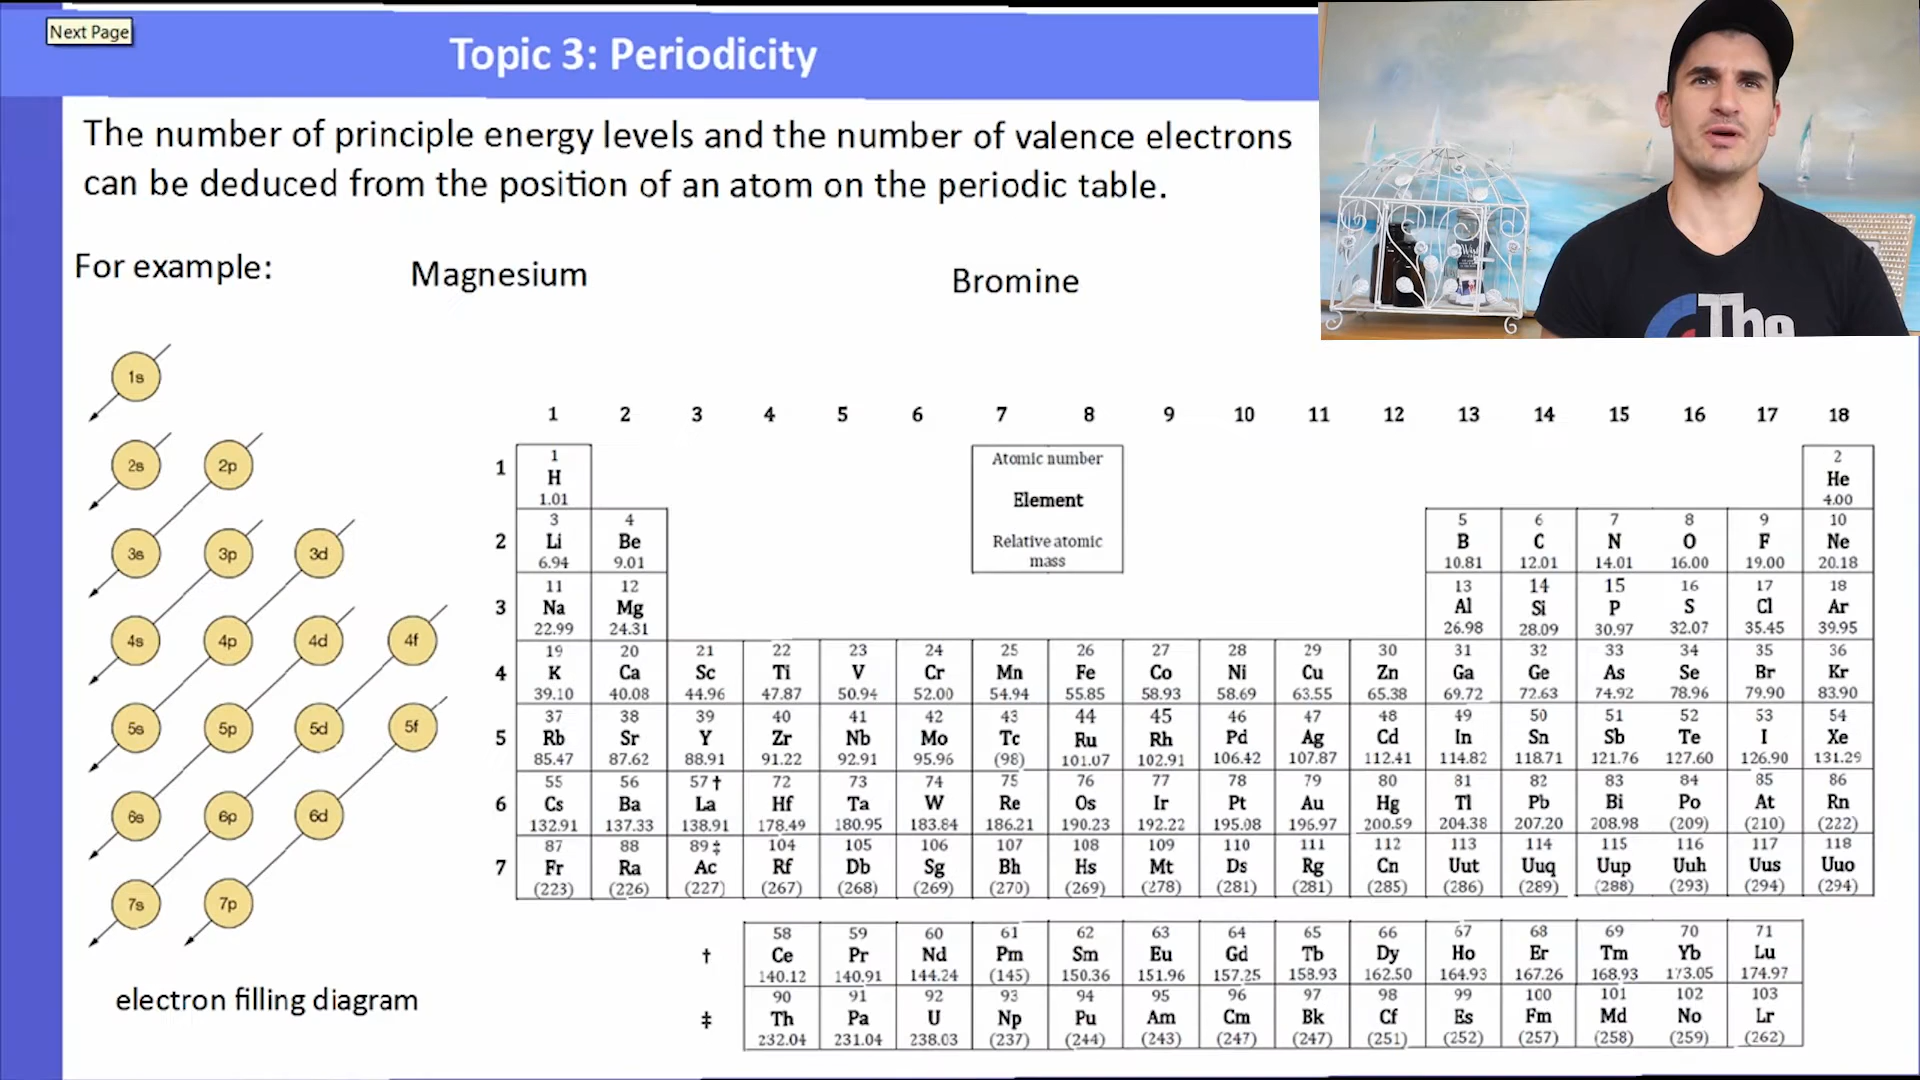 Next Page
Topic 3: Periodicity
The number of principle energy levels and the number of valence electrons
can be deduced from the position of an atom on the periodic table.
For example:
Magnesium
Bromine
The
1s
2s 2p
3s 3p 3d
4s 4p 4d 4f
5s 5p 5d 5f
6s 6p 6d
7s 7p
electron filling diagram
1 2 3 4 5 6 7 8 9 10 11 12 13 14 15 16 17 18
Atomic number
Element
Relative atomic
mass
1 2
1 H He
1.01 4.00
3 4 5 6 7 8 9 10
2 Li Be B C N O F Ne
6.94 9.01 10.81 12.01 14.01 16.00 19.00 20.18
11 12 13 14 15 16 17 18
3 Na Mg Al Si P S Cl Ar
22.99 24.31 26.98 28.09 30.97 32.07 35.45 39.95
19 20 21 22 23 24 25 26 27 28 29 30 31 32 33 34 35 36
4 K Ca Sc Ti V Cr Mn Fe Co Ni Cu Zn Ga Ge As Se Br Kr
39.10 40.08 44.96 47.87 50.94 52.00 54.94 55.85 58.93 58.69 63.55 65.38 69.72 72.63 74.92 78.96 79.90 83.90
37 38 39 40 41 42 43 44 45 46 47 48 49 50 51 52 53 54
5 Rb Sr Y Zr Nb Mo Tc Ru Rh Pd Ag Cd In Sn Sb Te I Xe
85.47 87.62 88.91 91.22 92.91 95.96 (98) 101.07 102.91 106.42 107.87 112.41 114.82 118.71 121.76 127.60 126.90 131.29
55 56 57 † 72 73 74 75 76 77 78 79 80 81 82 83 84 85 86
6 Cs Ba La Hf Ta W Re Os Ir Pt Au Hg Tl Pb Bi Po At Rn
132.91 137.33 138.91 178.49 180.95 183.84 186.21 190.23 192.22 195.08 196.97 200.59 204.38 207.20 208.98 (209) (210) (222)
87 88 89 ‡ 104 105 106 107 108 109 110 111 112 113 114 115 116 117 118
7 Fr Ra Ac Rf Db Sg Bh Hs Mt Ds Rg Cn Uut Uuq Uup Uuh Uus Uuo
(223) (226) (227) (267) (268) (269) (270) (269) (278) (281) (281) (285) (286) (289) (288) (293) (294) (294)
58 59 60 61 62 63 64 65 66 67 68 69 70 71
† Ce Pr Nd Pm Sm Eu Gd Tb Dy Ho Er Tm Yb Lu
140.12 140.91 144.24 (145) 150.36 151.96 157.25 158.93 162.50 164.93 167.26 168.93 173.05 174.97
90 91 92 93 94 95 96 97 98 99 100 101 102 103
‡ Th Pa U Np Pu Am Cm Bk Cf Es Fm Md No Lr
232.04 231.04 238.03 (237) (244) (243) (247) (247) (251) (252) (257) (258) (259) (262)